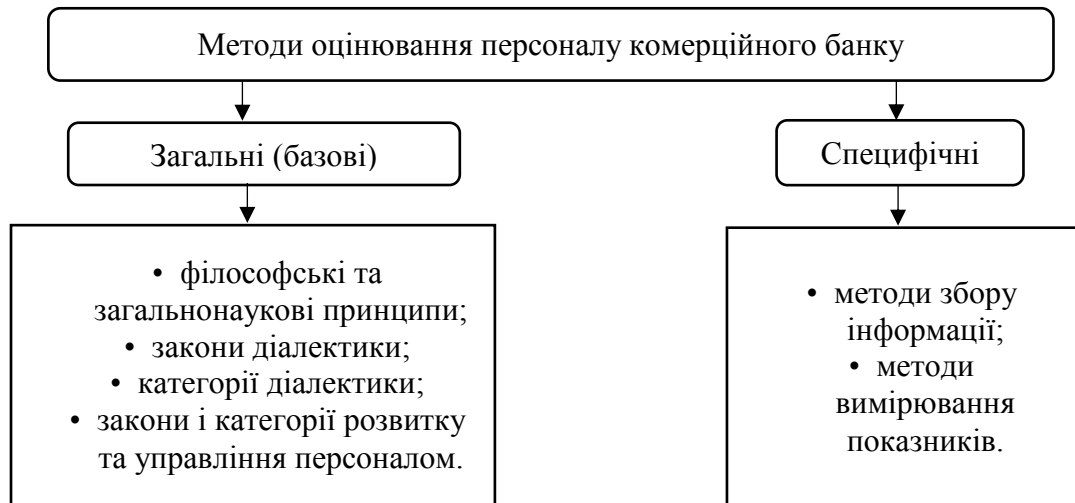 Методи оцінювання персоналу комерційного банку
Загальні (базові)
Специфічні
• філософські та
загальнонаукові принципи;
• закони діалектики;
• категорії діалектики;
• закони і категорії розвитку
та управління персоналом.
• методи збору
інформації;
• методи
вимірювання
показників.